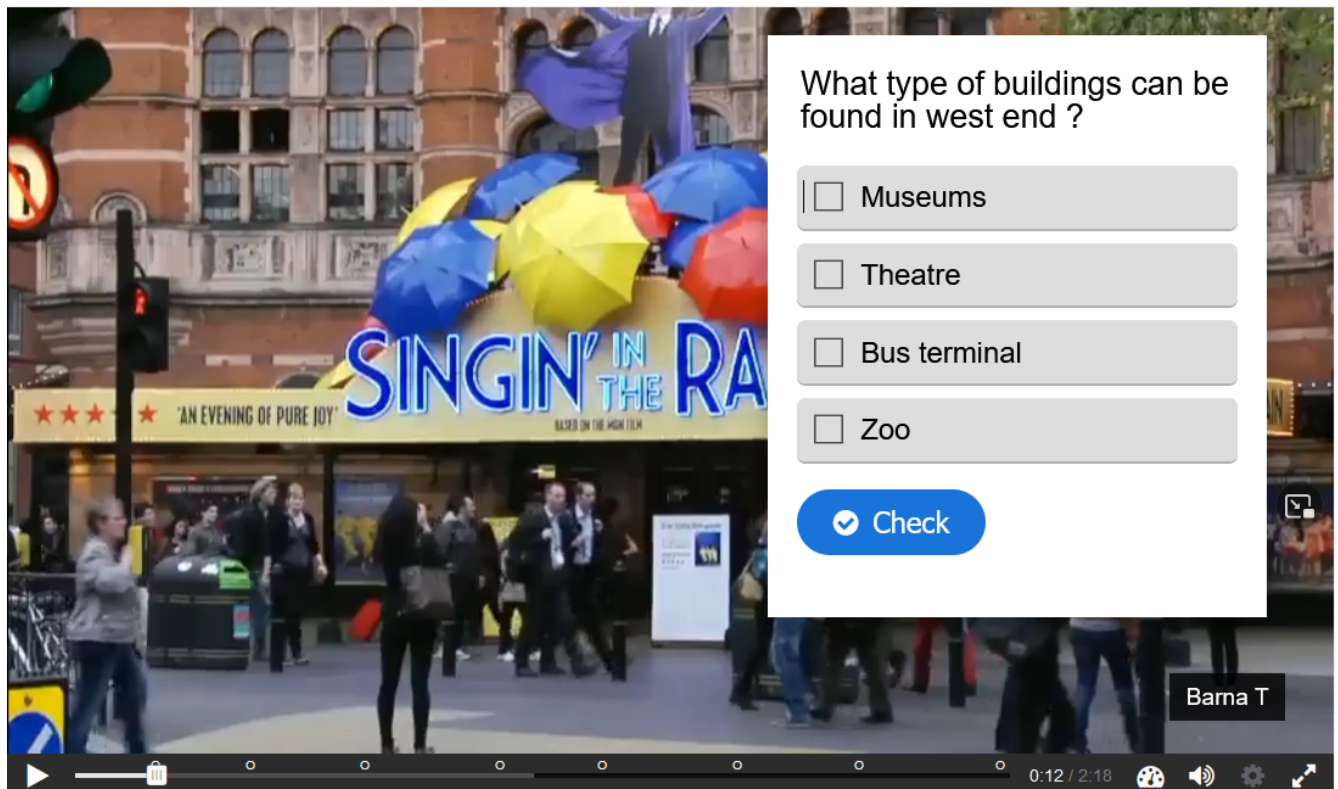 What type of buildings can be
found in west end ?
Museums
Theatre
Bus terminal
Zoo
Check
SINGIN' IN
THE RA
'AN EVENING OF PURE JOY'
BASED ON THE MGM FILM
AIN
Barna T
0:12 / 2:18